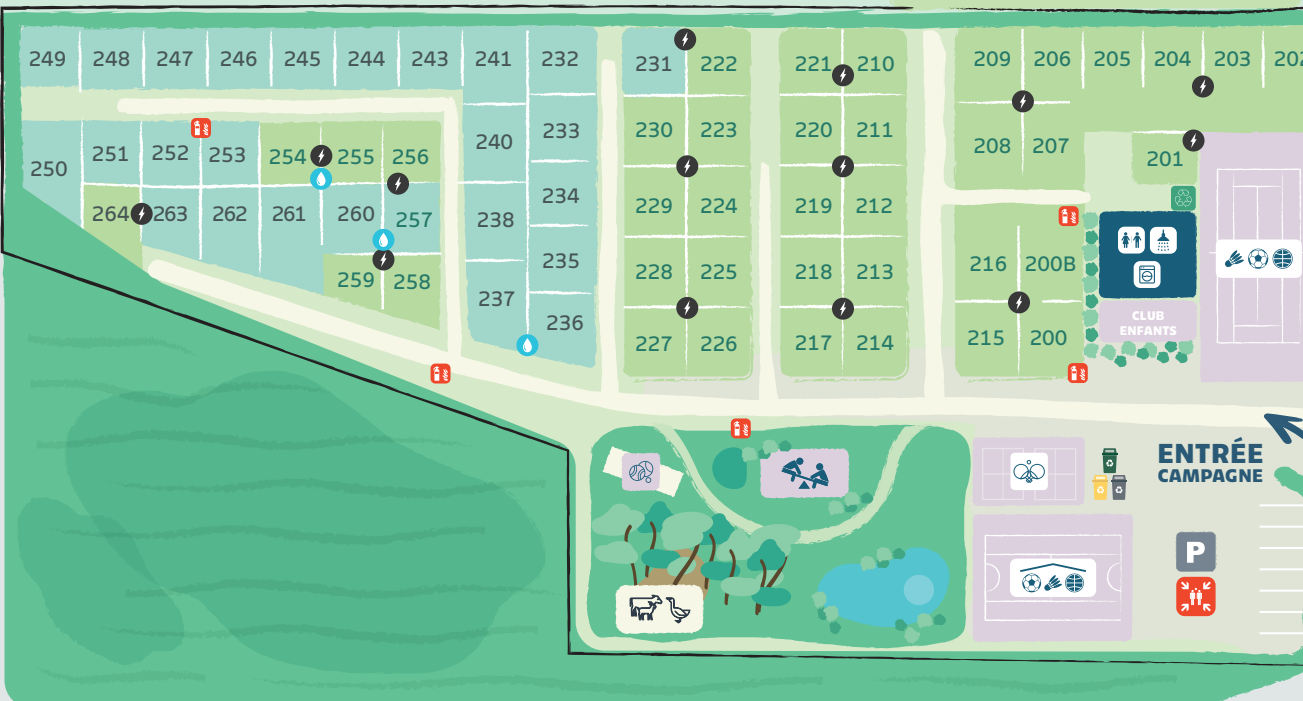 249 248 247 246 245 244 243 241 232 231 222 221 210 209 206 205 204 203 202
250 251 252 253 254 255 256 240 233 230 223 220 211 208 207 201
264 263 262 261 260 257 238 234 229 224 219 212
259 258 237 235 228 225 218 213 216 200B
236 227 226 217 214 215 200
CLUB
ENFANTS
ENTRÉE
CAMPAGNE
P